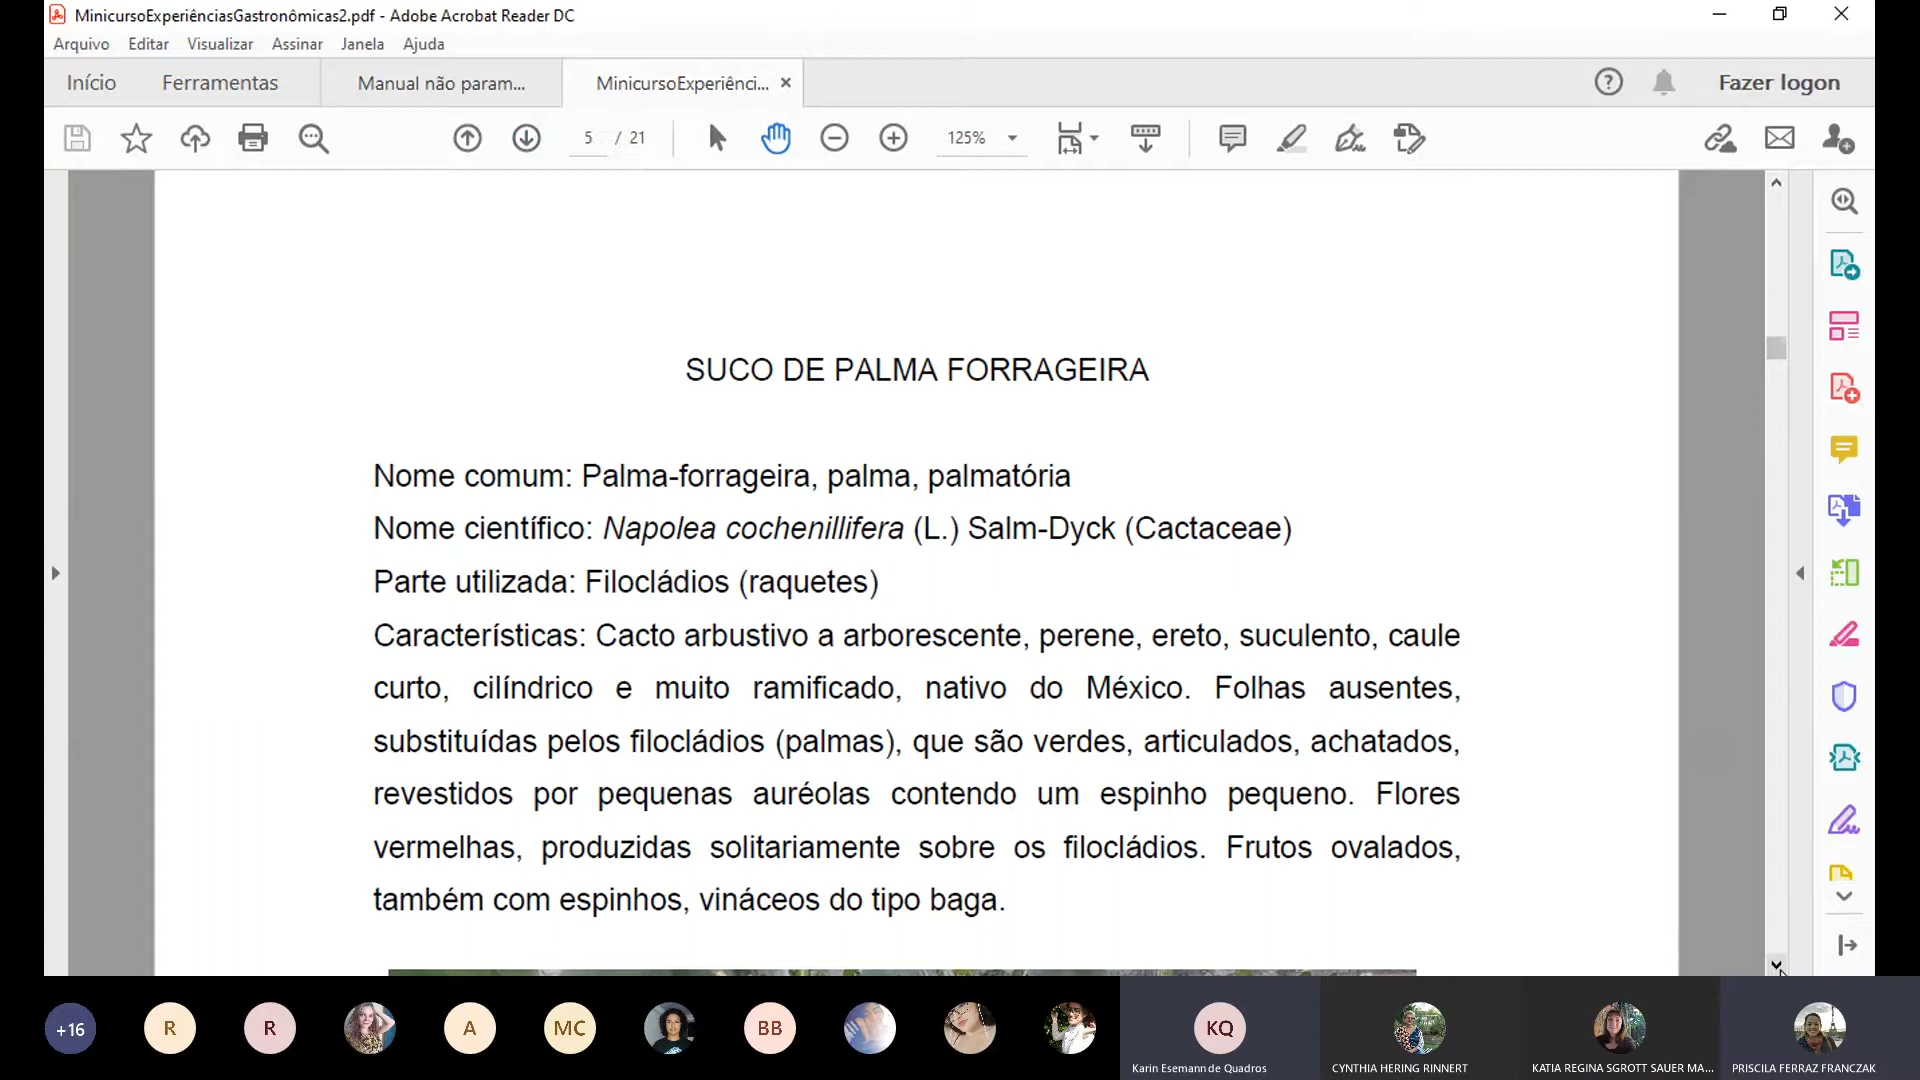 MinicursoExperiênciasGastronômicas2.pdf - Adobe Acrobat Reader DC
Arquivo Editar Visualizar Assinar Janela Ajuda
Início Ferramentas Manual não param... MinicursoExperiênci... Fazer logon
5 / 21 125%
SUCO DE PALMA FORRAGEIRA
Nome comum: Palma-forrageira, palma, palmatória
Nome científico: Napolea cochenillifera (L.) Salm-Dyck (Cactaceae)
Parte utilizada: Filocládios (raquetes)
Características: Cacto arbustivo a arborescente, perene, ereto, suculento, caule
curto, cilíndrico e muito ramificado, nativo do México. Folhas ausentes,
substituídas pelos filocládios (palmas), que são verdes, articulados, achatados,
revestidos por pequenas auréolas contendo um espinho pequeno. Flores
vermelhas, produzidas solitariamente sobre os filocládios. Frutos ovalados,
também com espinhos, vináceos do tipo baga.
+16 R R A MC BB KQ
Karin Esemann de Quadros CYNTHIA HERING RINNERT KATIA REGINA SGROTT SAUER MA... PRISCILA FERRAZ FRANCZAK